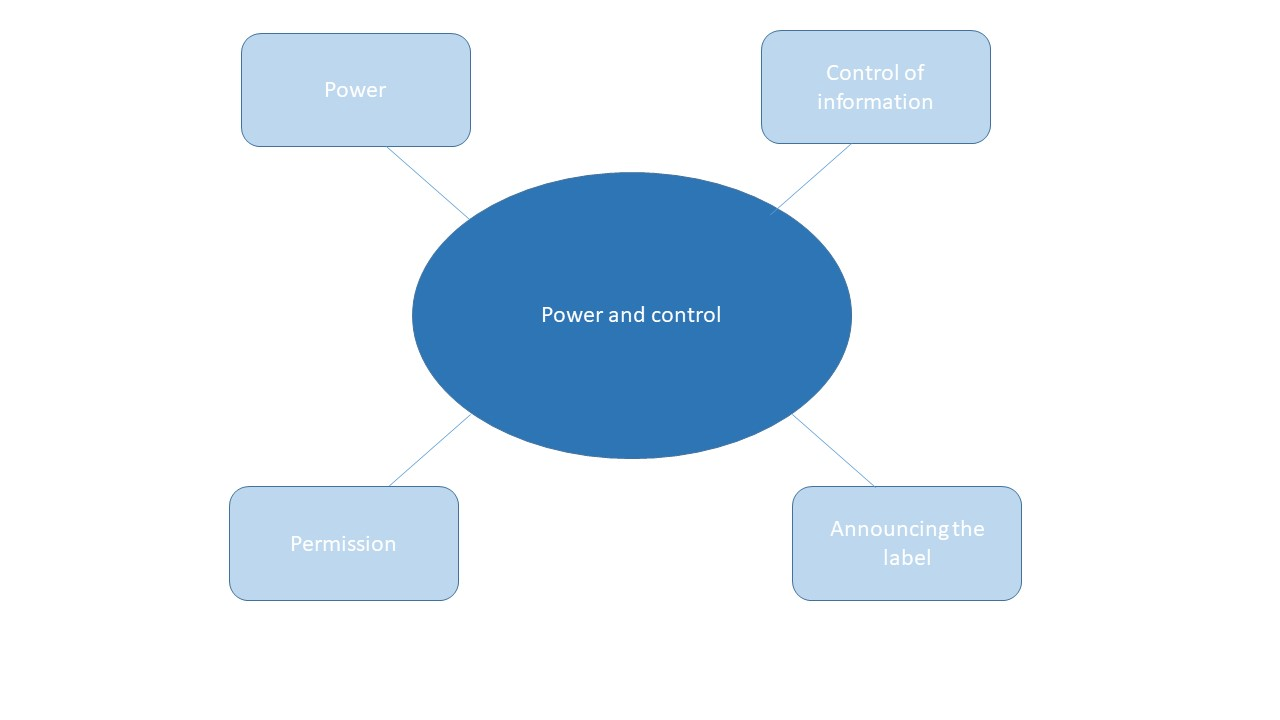 Power
Control of
information
Power and control
Permission
Announcing the
label